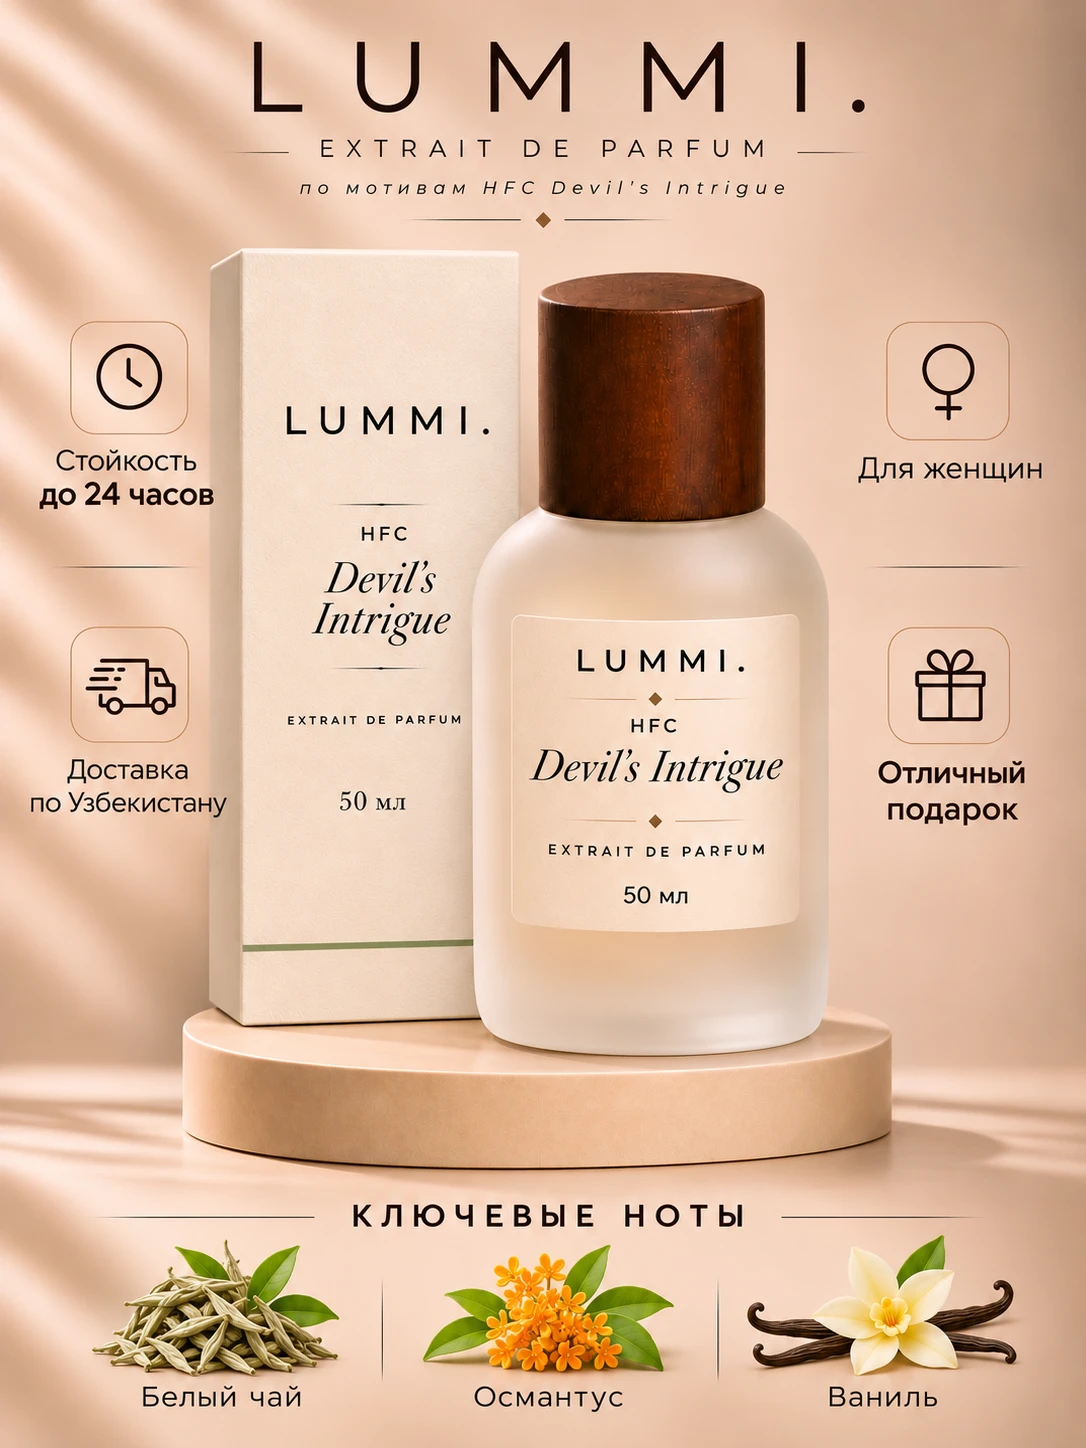 LUMMI.
EXTRAIT DE PARFUM
по мотивам HFC Devil's Intrigue
Стойкость
до 24 часов
Для женщин
Доставка
по Узбекистану
Отличный
подарок
LUMMI.
HFC
Devil's
Intrigue
EXTRAIT DE PARFUM
50 мл
LUMMI.
HFC
Devil's Intrigue
EXTRAIT DE PARFUM
50 мл
КЛЮЧЕВЫЕ НОТЫ
Белый чай
Османтус
Ваниль